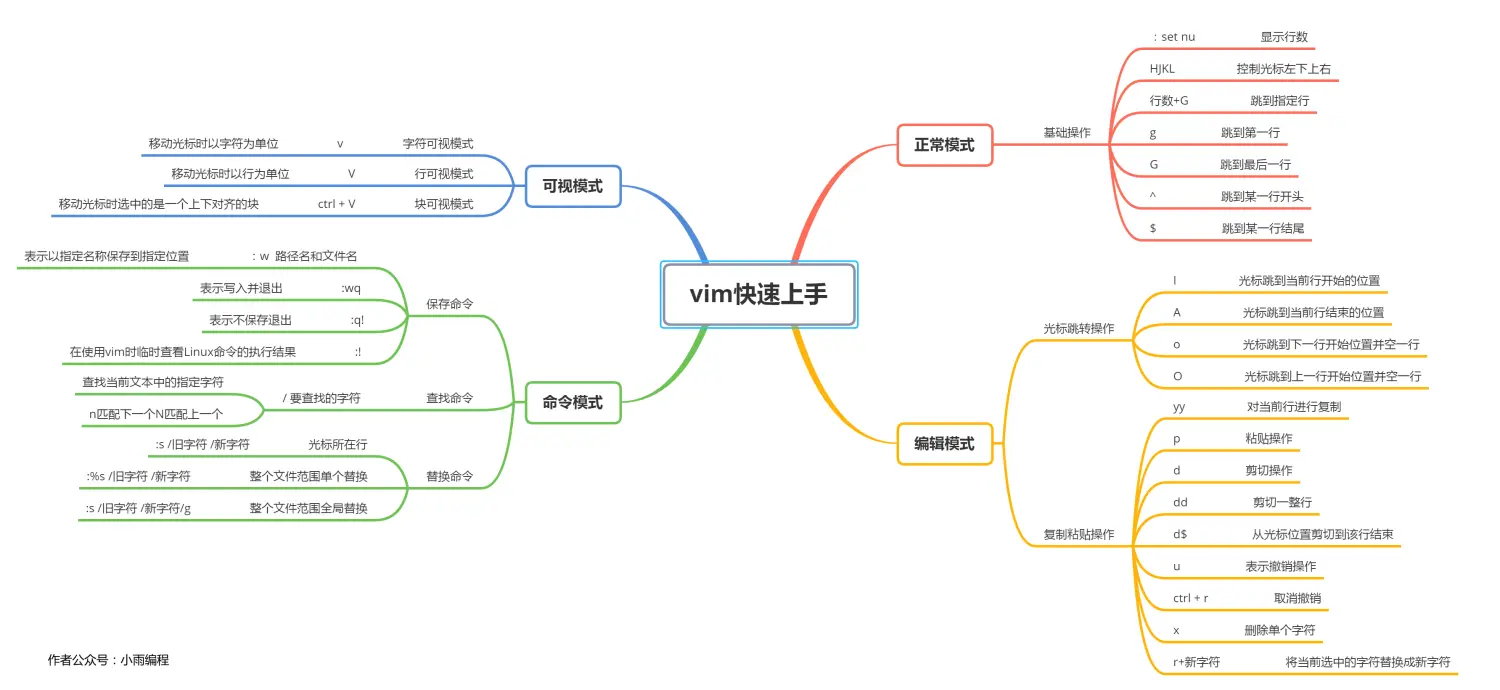 vim快速上手
正常模式
基础操作
：set nu 显示行数
HJKL 控制光标左下上右
行数+G 跳到指定行
g 跳到第一行
G 跳到最后一行
^ 跳到某一行开头
$ 跳到某一行结尾
编辑模式
光标跳转操作
I 光标跳到当前行开始的位置
A 光标跳到当前行结束的位置
o 光标跳到下一行开始位置并空一行
O 光标跳到上一行开始位置并空一行
复制粘贴操作
yy 对当前行进行复制
p 粘贴操作
d 剪切操作
dd 剪切一整行
d$ 从光标位置剪切到该行结束
u 表示撤销操作
ctrl + r 取消撤销
x 删除单个字符
r+新字符 将当前选中的字符替换成新字符
可视模式
移动光标时以字符为单位 v 字符可视模式
移动光标时以行为单位 V 行可视模式
移动光标时选中的是一个上下对齐的块 ctrl + V 块可视模式
命令模式
保存命令
表示以指定名称保存到指定位置 ：w 路径名和文件名
表示写入并退出 :wq
表示不保存退出 :q!
在使用vim时临时查看Linux命令的执行结果 :!
查找命令
/ 要查找的字符
查找当前文本中的指定字符
n匹配下一个N匹配上一个
替换命令
:s /旧字符 /新字符 光标所在行
:%s /旧字符 /新字符 整个文件范围单个替换
:s /旧字符 /新字符/g 整个文件范围全局替换
作者公众号：小雨编程